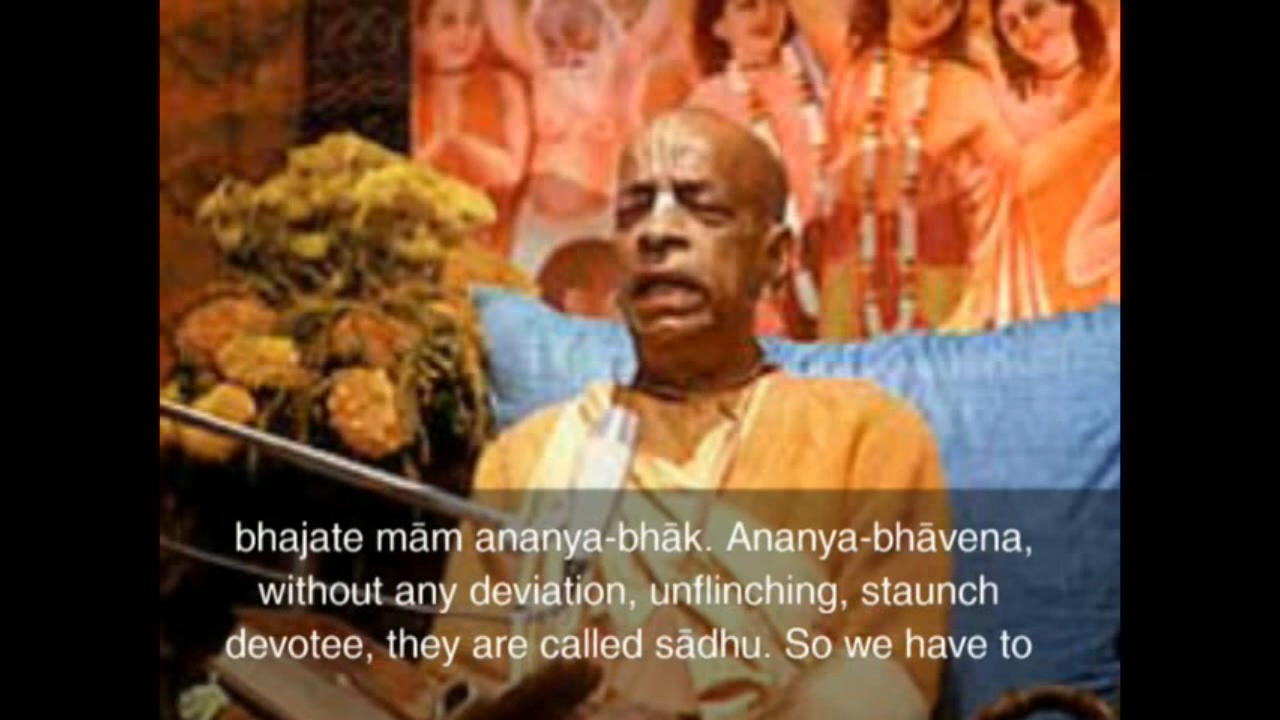 bhajate mām ananya-bhāk. Ananya-bhāvena,
without any deviation, unflinching, staunch
devotee, they are called sādhu. So we have to